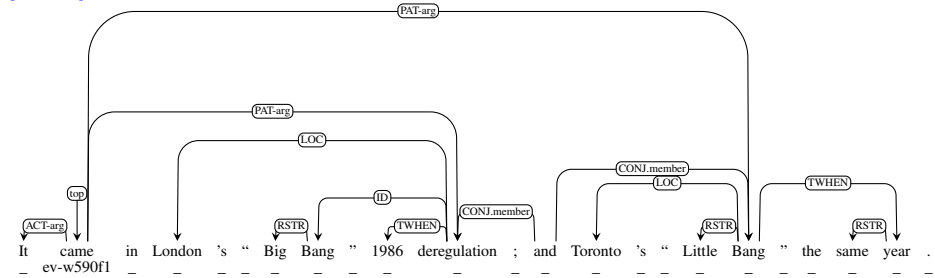 PAT-arg
PAT-arg
LOC
CONJ.member
LOC TWHEN
top ID
CONJ.member
ACT-arg RSTR TWHEN RSTR RSTR
It came in London 's “ Big Bang ” 1986 deregulation ; and Toronto 's “ Little Bang ” the same year .
_ ev-w590f1 _ _ _ _ _ _ _ _ _ _ _ _ _ _ _ _ _ _ _ _ _